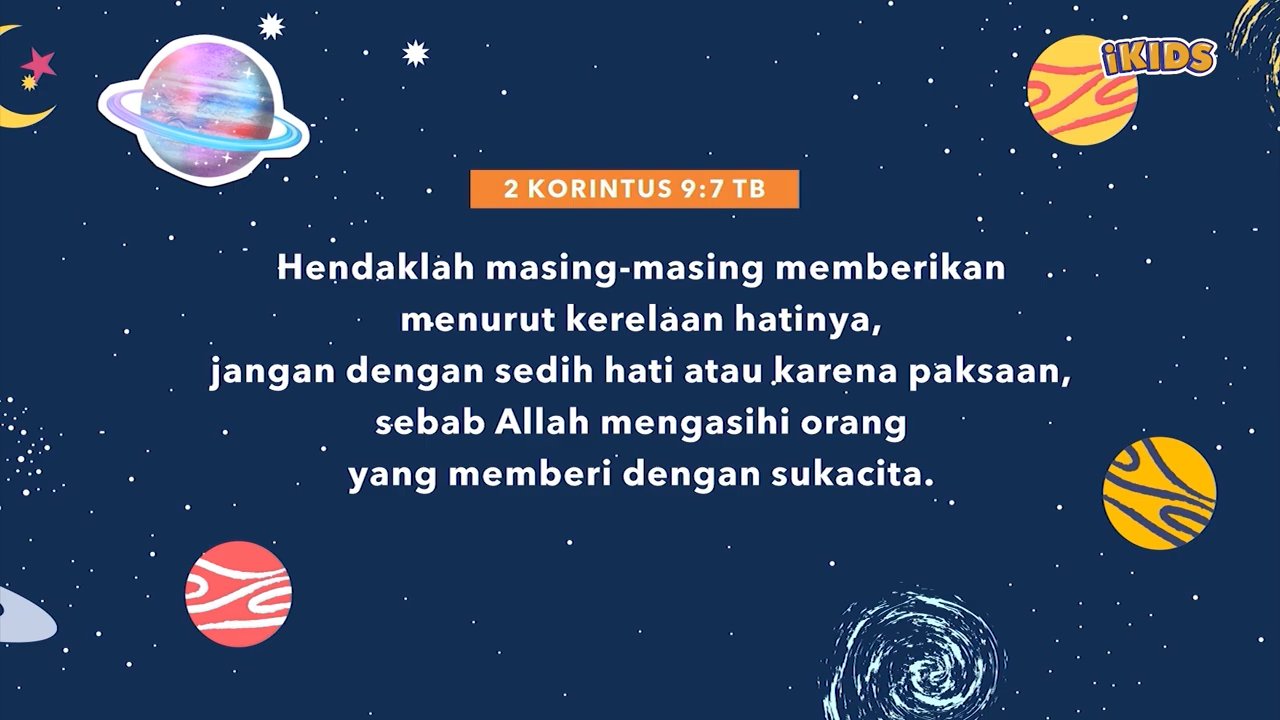 iKIDS
2 KORINTUS 9:7 TB
Hendaklah masing-masing memberikan
menurut kerelaan hatinya,
jangan dengan sedih hati atau karena paksaan,
sebab Allah mengasihi orang
yang memberi dengan sukacita.